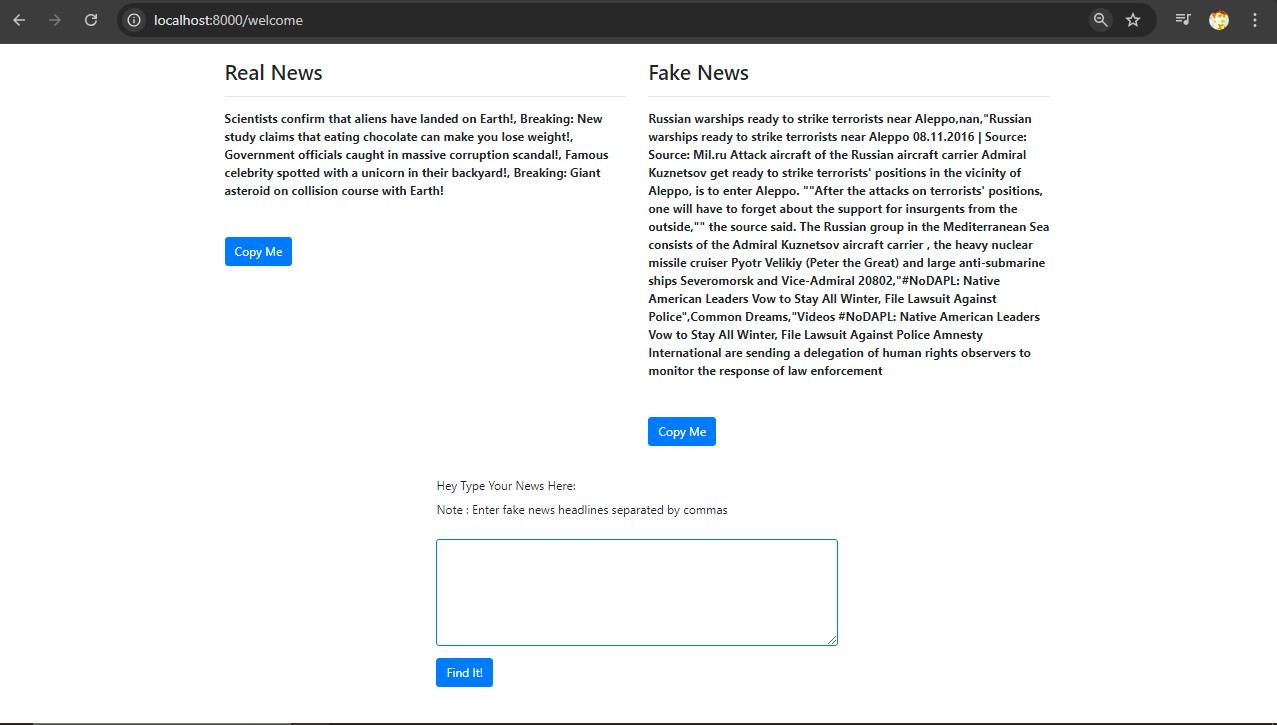 localhost:8000/welcome
Real News
Scientists confirm that aliens have landed on Earth!, Breaking: New
study claims that eating chocolate can make you lose weight!,
Government officials caught in massive corruption scandal!, Famous
celebrity spotted with a unicorn in their backyard!, Breaking: Giant
asteroid on collision course with Earth!
Copy Me
Fake News
Russian warships ready to strike terrorists near Aleppo,nan,"Russian
warships ready to strike terrorists near Aleppo 08.11.2016 | Source:
Source: Mil.ru Attack aircraft of the Russian aircraft carrier Admiral
Kuznetsov get ready to strike terrorists' positions in the vicinity of
Aleppo, is to enter Aleppo. ""After the attacks on terrorists' positions,
one will have to forget about the support for insurgents from the
outside,"" the source said. The Russian group in the Mediterranean Sea
consists of the Admiral Kuznetsov aircraft carrier , the heavy nuclear
missile cruiser Pyotr Velikiy (Peter the Great) and large anti-submarine
ships Severomorsk and Vice-Admiral 20802,"#NoDAPL: Native
American Leaders Vow to Stay All Winter, File Lawsuit Against
Police",Common Dreams,"Videos #NoDAPL: Native American Leaders
Vow to Stay All Winter, File Lawsuit Against Police Amnesty
International are sending a delegation of human rights observers to
monitor the response of law enforcement
Copy Me
Hey Type Your News Here:
Note : Enter fake news headlines separated by commas
Find It!